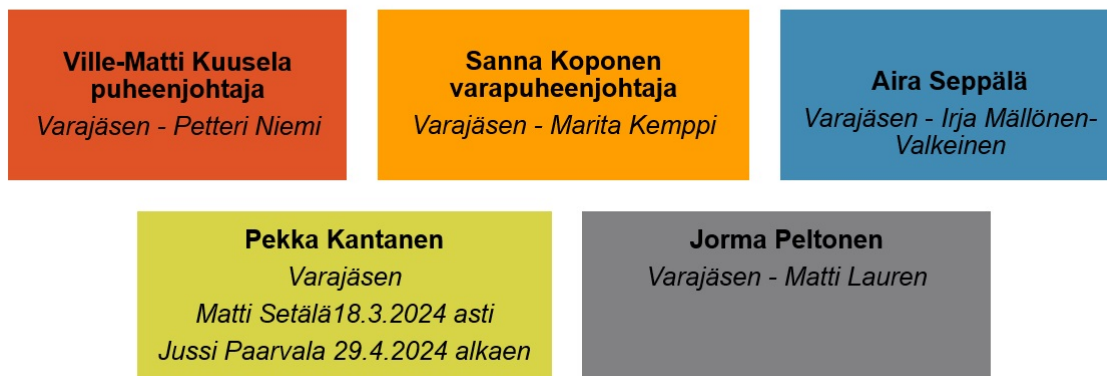 Ville-Matti Kuusela
puheenjohtaja
Varajäsen - Petteri Niemi
Sanna Koponen
varapuheenjohtaja
Varajäsen - Marita Kemppi
Aira Seppälä
Varajäsen - Irja Mällönen-
Valkeinen
Pekka Kantanen
Varajäsen
Matti Setälä18.3.2024 asti
Jussi Paarvala 29.4.2024 alkaen
Jorma Peltonen
Varajäsen - Matti Lauren